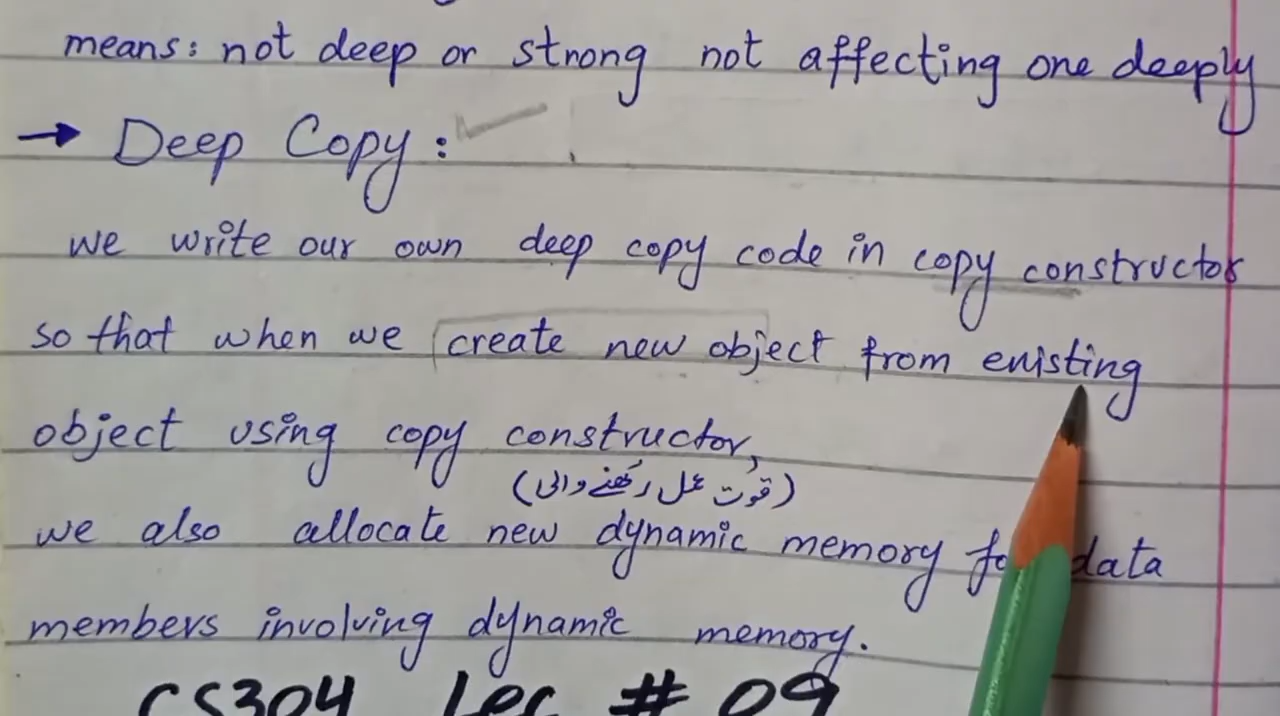 means: not deep or strong not affecting one deeply
→ Deep Copy:
we write our own deep copy code in copy constructor
so that when we create new object from existing
object using copy constructor,
(قوت عمل رکھنے والی)
we also allocate new dynamic memory for data
members involving dynamic memory.
CS304 Lec # 09